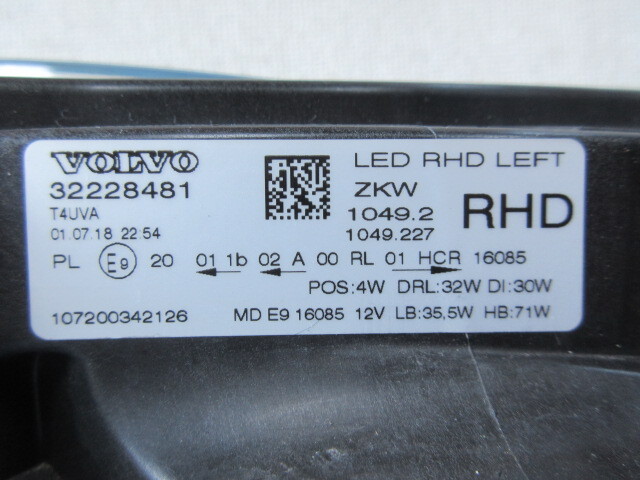 VOLVO
32228481
T4UVA
01.07.18 22:54
LED RHD LEFT
ZKW
1049.2
1049.227
RHD
PL E9 20 01 1b 02 A 00 RL 01 HCR 16085
POS:4W DRL:32W DI:30W
107200342126 MD E9 16085 12V LB:35,5W HB:71W